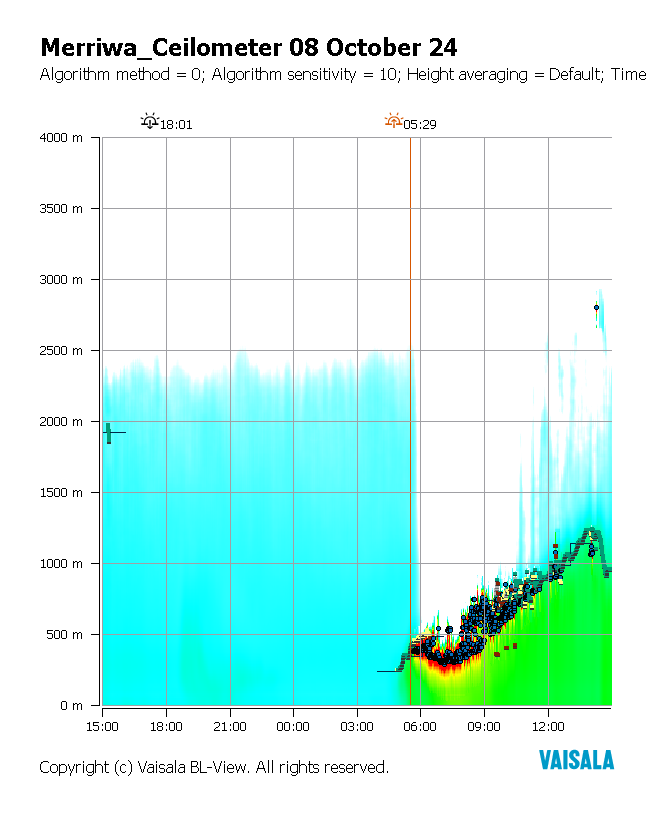 Merriwa_Ceilometer 08 October 24
Algorithm method = 0; Algorithm sensitivity = 10; Height averaging = Default; Time
18:01
05:29
4000 m
3500 m
3000 m
2500 m
2000 m
1500 m
1000 m
500 m
0 m
15:00 18:00 21:00 00:00 03:00 06:00 09:00 12:00
VAISALA
Copyright (c) Vaisala BL-View. All rights reserved.